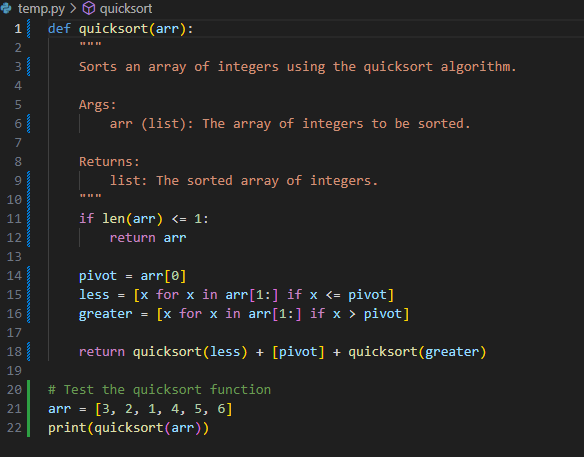 temp.py > quicksort
1 def quicksort(arr):
2     """
3     Sorts an array of integers using the quicksort algorithm.
4
5     Args:
6         arr (list): The array of integers to be sorted.
7
8     Returns:
9         list: The sorted array of integers.
10     """
11     if len(arr) <= 1:
12         return arr
13
14     pivot = arr[0]
15     less = [x for x in arr[1:] if x <= pivot]
16     greater = [x for x in arr[1:] if x > pivot]
17
18     return quicksort(less) + [pivot] + quicksort(greater)
19
20 # Test the quicksort function
21 arr = [3, 2, 1, 4, 5, 6]
22 print(quicksort(arr))